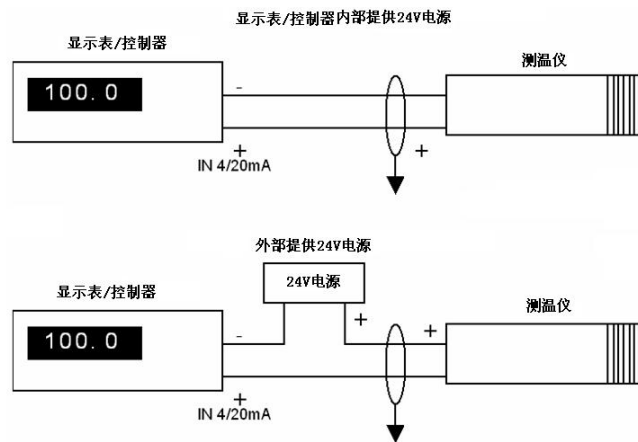 显示表/控制器内部提供24V电源
显示表/控制器
测温仪
100.0
-
+
+
IN 4/20mA
外部提供24V电源
显示表/控制器
24V电源
测温仪
100.0
-
+
+
+
IN 4/20mA